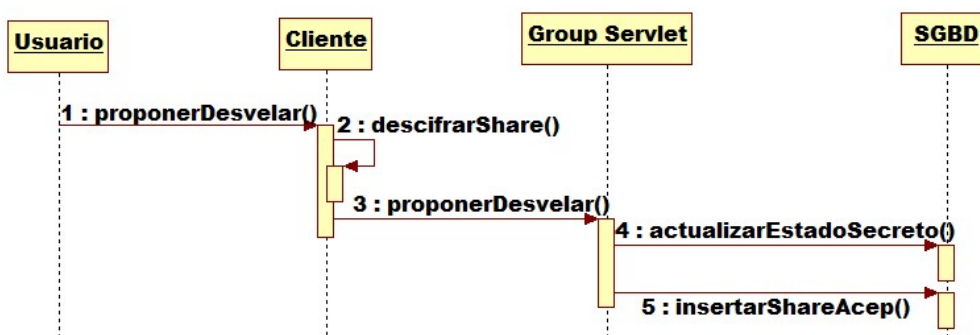 Usuario
Cliente
Group Servlet
SGBD
1 : proponerDesvelar()
2 : descifrarShare()
3 : proponerDesvelar()
4 : actualizarEstadoSecreto()
5 : insertarShareAcep()